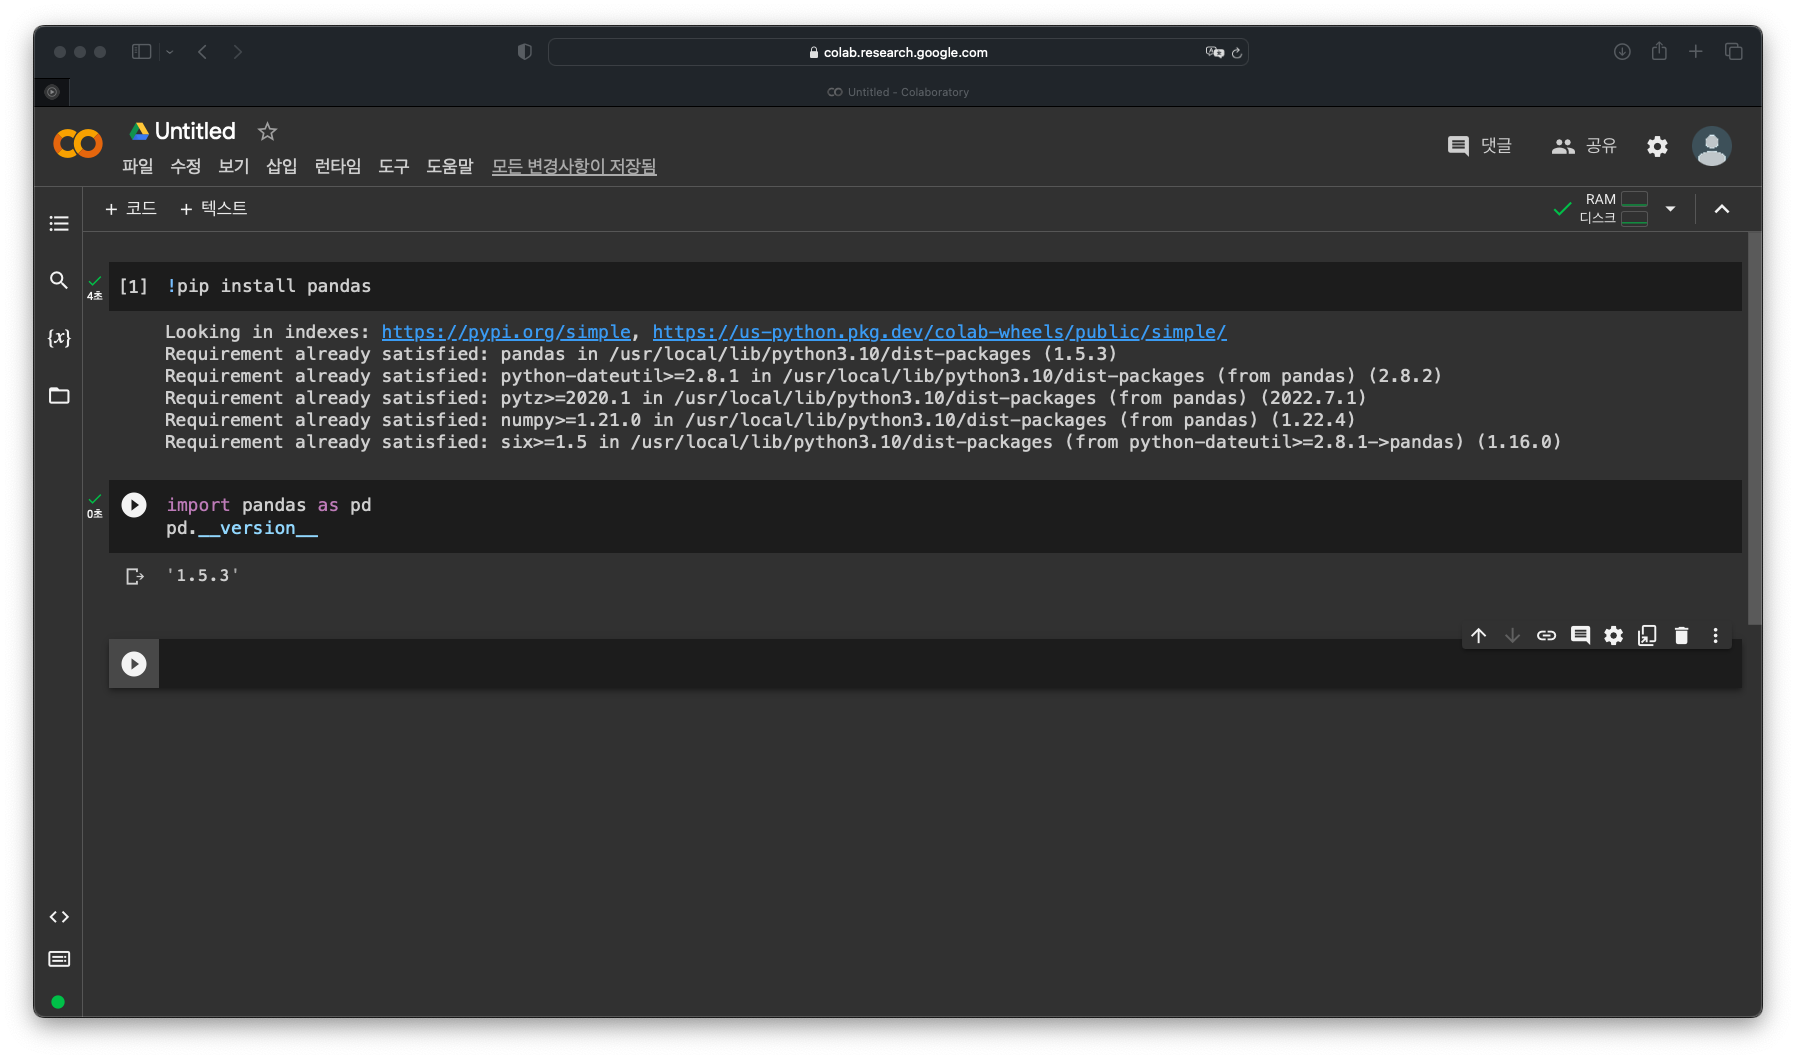 colab.research.google.com
Untitled - Colaboratory
Untitled
파일 수정 보기 삽입 런타임 도구 도움말 모든 변경사항이 저장됨
댓글 공유
+ 코드 + 텍스트
RAM
디스크
4초
[1] !pip install pandas
Looking in indexes: https://pypi.org/simple, https://us-python.pkg.dev/colab-wheels/public/simple/
Requirement already satisfied: pandas in /usr/local/lib/python3.10/dist-packages (1.5.3)
Requirement already satisfied: python-dateutil>=2.8.1 in /usr/local/lib/python3.10/dist-packages (from pandas) (2.8.2)
Requirement already satisfied: pytz>=2020.1 in /usr/local/lib/python3.10/dist-packages (from pandas) (2022.7.1)
Requirement already satisfied: numpy>=1.21.0 in /usr/local/lib/python3.10/dist-packages (from pandas) (1.22.4)
Requirement already satisfied: six>=1.5 in /usr/local/lib/python3.10/dist-packages (from python-dateutil>=2.8.1->pandas) (1.16.0)
0초
import pandas as pd
pd.__version__
'1.5.3'
{x}